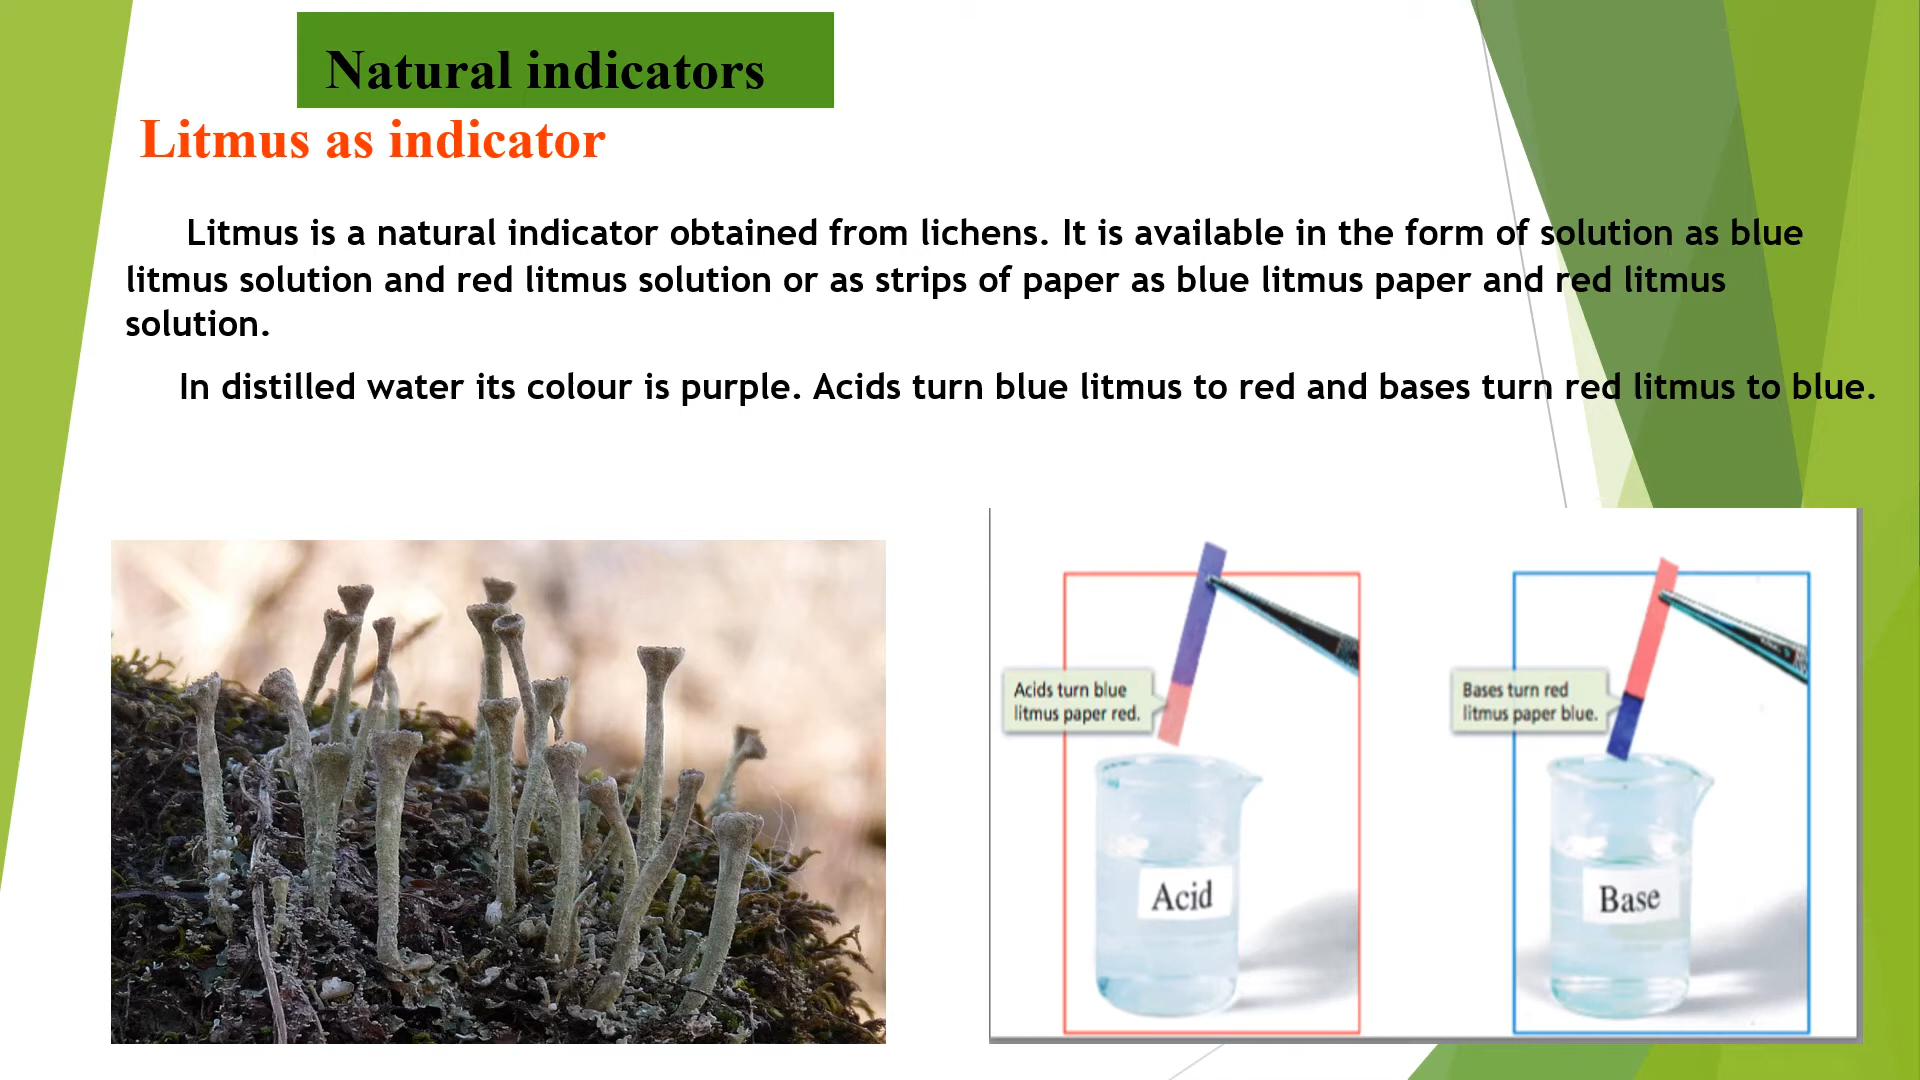 Natural indicators
Litmus as indicator
Litmus is a natural indicator obtained from lichens. It is available in the form of solution as blue
litmus solution and red litmus solution or as strips of paper as blue litmus paper and red litmus
solution.
In distilled water its colour is purple. Acids turn blue litmus to red and bases turn red litmus to blue.
Acids turn blue
litmus paper red.
Bases turn red
litmus paper blue.
Acid
Base